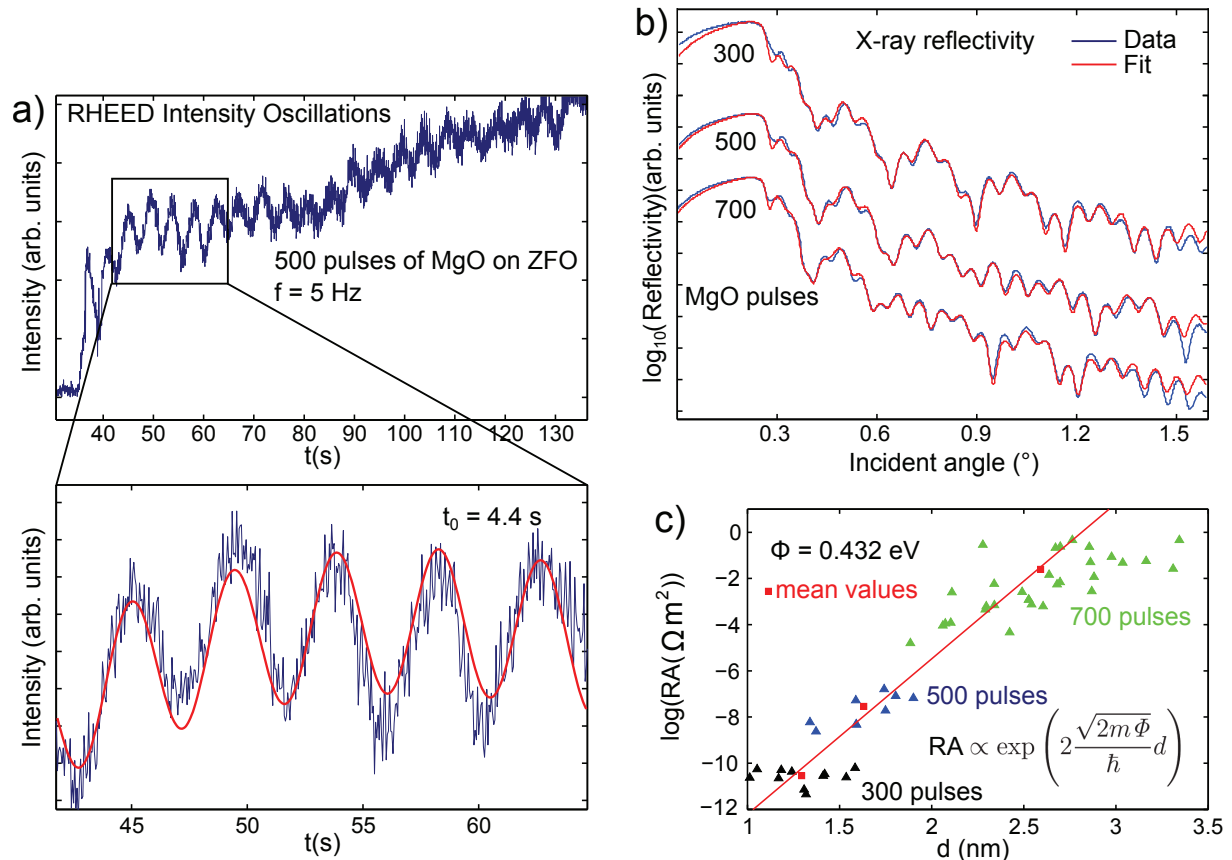 a)
RHEED Intensity Oscillations
Intensity (arb. units)
500 pulses of MgO on ZFO
f = 5 Hz
40 50 60 70 80 90 100 110 120 130
t(s)
t₀ = 4.4 s
Intensity (arb. units)
45 50 55 60
t(s)
b)
X-ray reflectivity
Data
Fit
300
500
700
MgO pulses
log₁₀(Reflectivity)(arb. units)
0.3 0.6 0.9 1.2 1.5
Incident angle (°)
c)
Φ = 0.432 eV
mean values
700 pulses
500 pulses
300 pulses
RA ∝ exp (2 √(2mΦ)/ħ d)
log(RA(Ω m²))
0
−2
−4
−6
−8
−10
−12
1 1.5 2 2.5 3 3.5
d (nm)